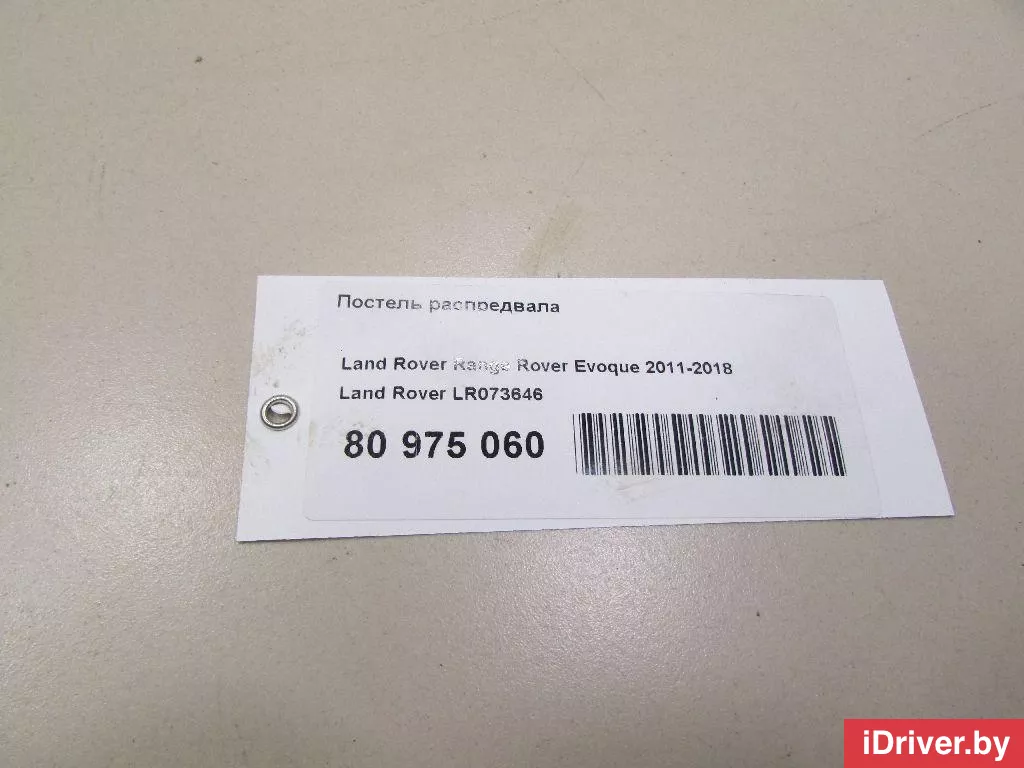 Постель распредвала
Land Rover Range Rover Evoque 2011-2018
Land Rover LR073646
80 975 060
iDriver.by